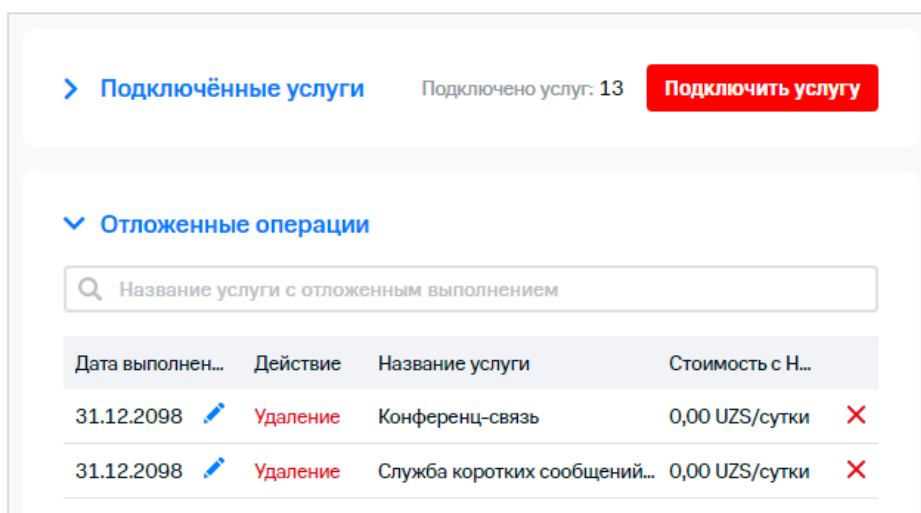 Подключённые услуги Подключено услуг: 13 Подключить услугу
Отложенные операции
Название услуги с отложенным выполнением
Дата выполнен... Действие Название услуги Стоимость с Н...
31.12.2098 Удаление Конференц-связь 0,00 UZS/сутки
31.12.2098 Удаление Служба коротких сообщений... 0,00 UZS/сутки